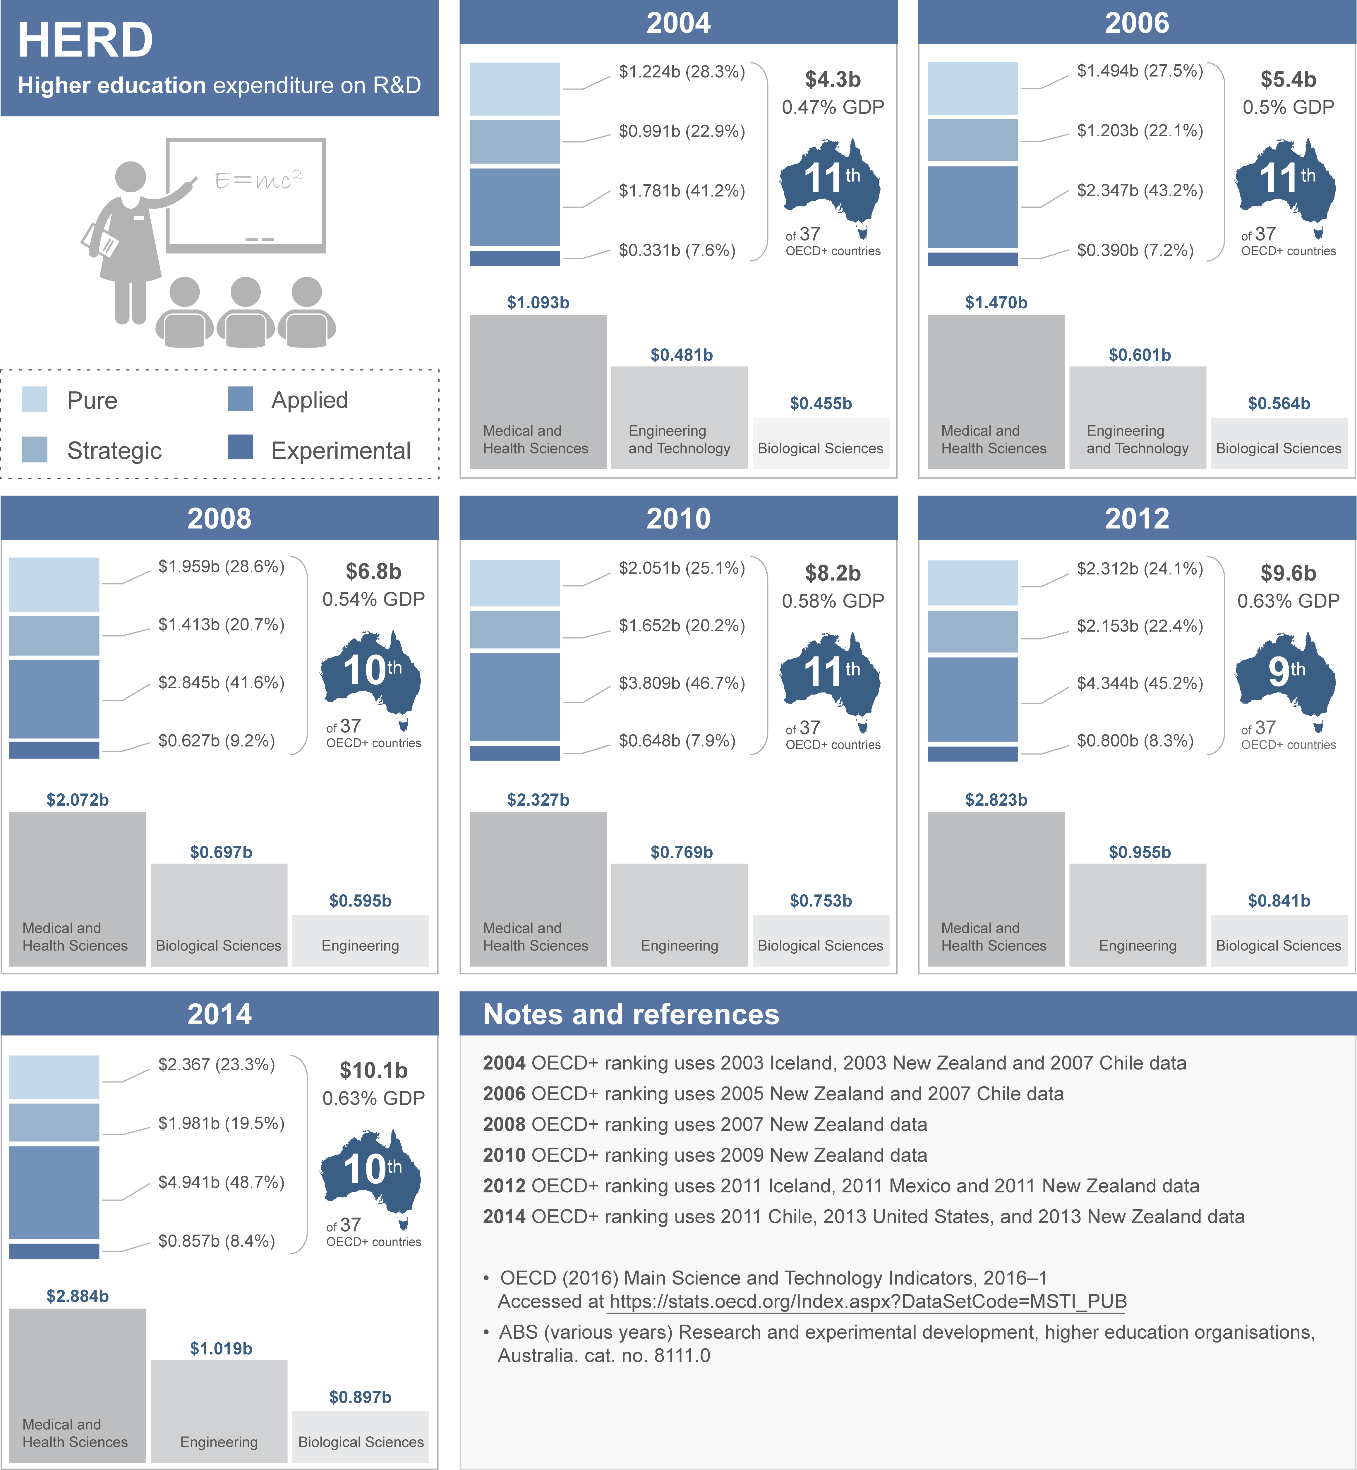 HERD
Higher education expenditure on R&D
E=mc²
Pure
Applied
Strategic
Experimental
2004
$1.224b (28.3%)
$0.991b (22.9%)
$1.781b (41.2%)
$0.331b (7.6%)
$4.3b
0.47% GDP
11th
of 37
OECD+ countries
$1.093b
$0.481b
$0.455b
Medical and
Health Sciences
Engineering
and Technology
Biological Sciences
2006
$1.494b (27.5%)
$1.203b (22.1%)
$2.347b (43.2%)
$0.390b (7.2%)
$5.4b
0.5% GDP
11th
of 37
OECD+ countries
$1.470b
$0.601b
$0.564b
Medical and
Health Sciences
Engineering
and Technology
Biological Sciences
2008
$1.959b (28.6%)
$1.413b (20.7%)
$2.845b (41.6%)
$0.627b (9.2%)
$6.8b
0.54% GDP
10th
of 37
OECD+ countries
$2.072b
$0.697b
$0.595b
Medical and
Health Sciences
Biological Sciences
Engineering
2010
$2.051b (25.1%)
$1.652b (20.2%)
$3.809b (46.7%)
$0.648b (7.9%)
$8.2b
0.58% GDP
11th
of 37
OECD+ countries
$2.327b
$0.769b
$0.753b
Medical and
Health Sciences
Engineering
Biological Sciences
2012
$2.312b (24.1%)
$2.153b (22.4%)
$4.344b (45.2%)
$0.800b (8.3%)
$9.6b
0.63% GDP
9th
of 37
OECD+ countries
$2.823b
$0.955b
$0.841b
Medical and
Health Sciences
Engineering
Biological Sciences
2014
$2.367 (23.3%)
$1.981b (19.5%)
$4.941b (48.7%)
$0.857b (8.4%)
$10.1b
0.63% GDP
10th
of 37
OECD+ countries
$2.884b
$1.019b
$0.897b
Medical and
Health Sciences
Engineering
Biological Sciences
Notes and references
2004 OECD+ ranking uses 2003 Iceland, 2003 New Zealand and 2007 Chile data
2006 OECD+ ranking uses 2005 New Zealand and 2007 Chile data
2008 OECD+ ranking uses 2007 New Zealand data
2010 OECD+ ranking uses 2009 New Zealand data
2012 OECD+ ranking uses 2011 Iceland, 2011 Mexico and 2011 New Zealand data
2014 OECD+ ranking uses 2011 Chile, 2013 United States, and 2013 New Zealand data
• OECD (2016) Main Science and Technology Indicators, 2016–1
Accessed at https://stats.oecd.org/Index.aspx?DataSetCode=MSTI_PUB
• ABS (various years) Research and experimental development, higher education organisations,
Australia. cat. no. 8111.0